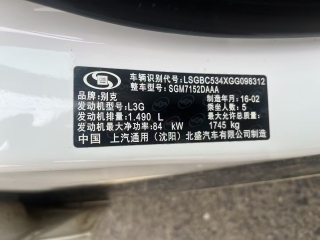 车辆识别代号: LSGBC534XGG098312
整车型号: SGM7152DAAA
品牌: 别克 制造年月: 16-02
发动机型号: L3G 乘坐人数: 5
发动机排量: 1.490 L 最大允许总质量:
发动机最大净功率: 84 kW 1745 kg
中国 上汽通用(沈阳)北盛汽车有限公司制造